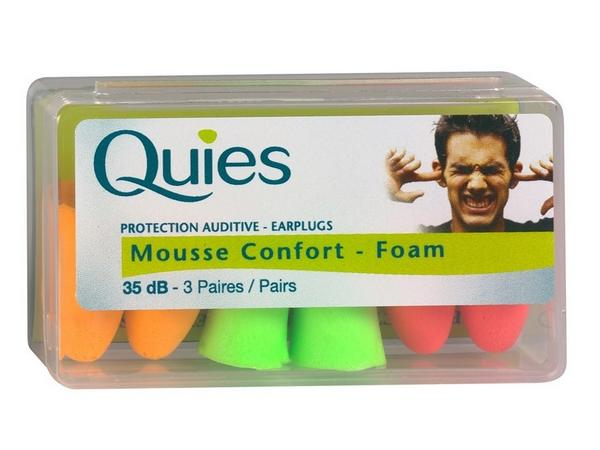 Quies
PROTECTION AUDITIVE - EARPLUGS
Mousse Confort - Foam
35 dB - 3 Paires / Pairs